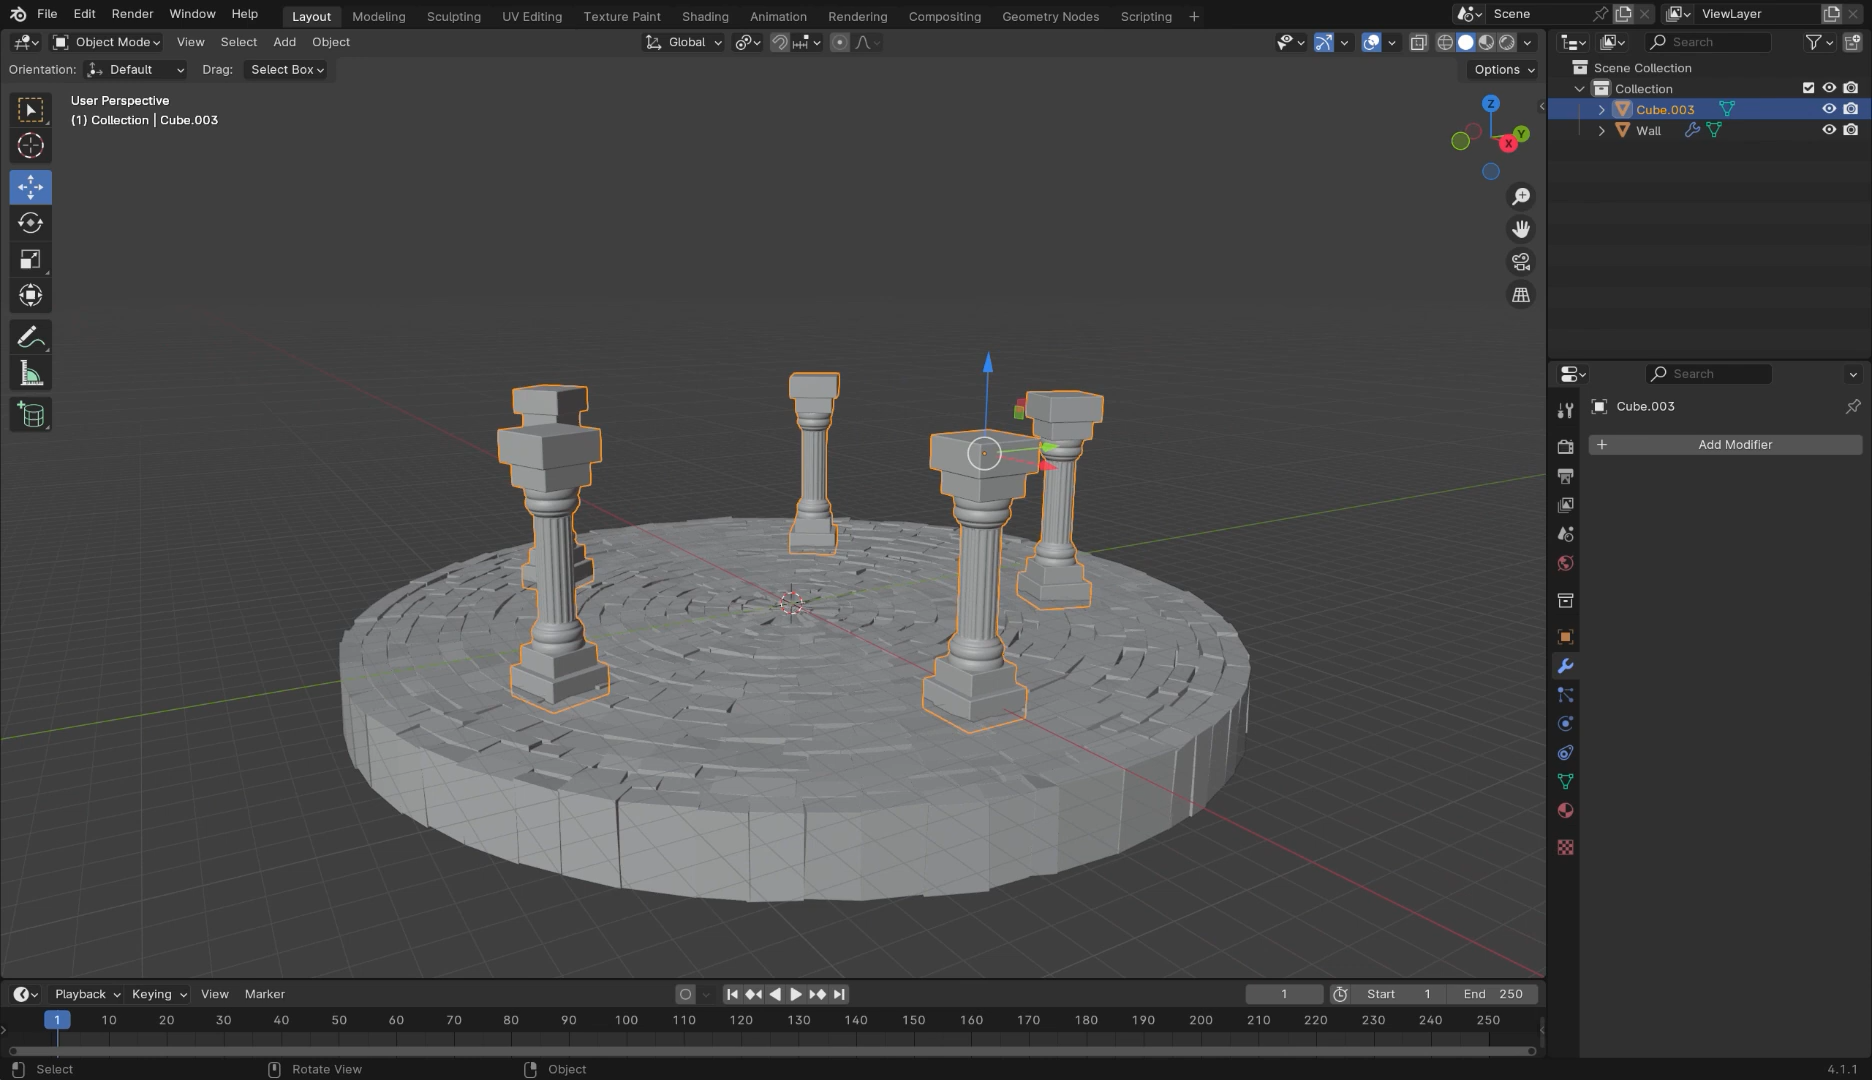 File Edit Render Window Help Layout Modeling Sculpting UV Editing Texture Paint Shading Animation Rendering Compositing Geometry Nodes Scripting + Scene ViewLayer
Object Mode View Select Add Object Global Search
Orientation: Default Drag: Select Box Options
Scene Collection
Collection
Cube.003
Wall
User Perspective
(1) Collection | Cube.003
Z
Y
X
Search
Cube.003
+ Add Modifier
Playback Keying View Marker 1 Start 1 End 250
1 10 20 30 40 50 60 70 80 90 100 110 120 130 140 150 160 170 180 190 200 210 220 230 240 250
Select Rotate View Object 4.1.1